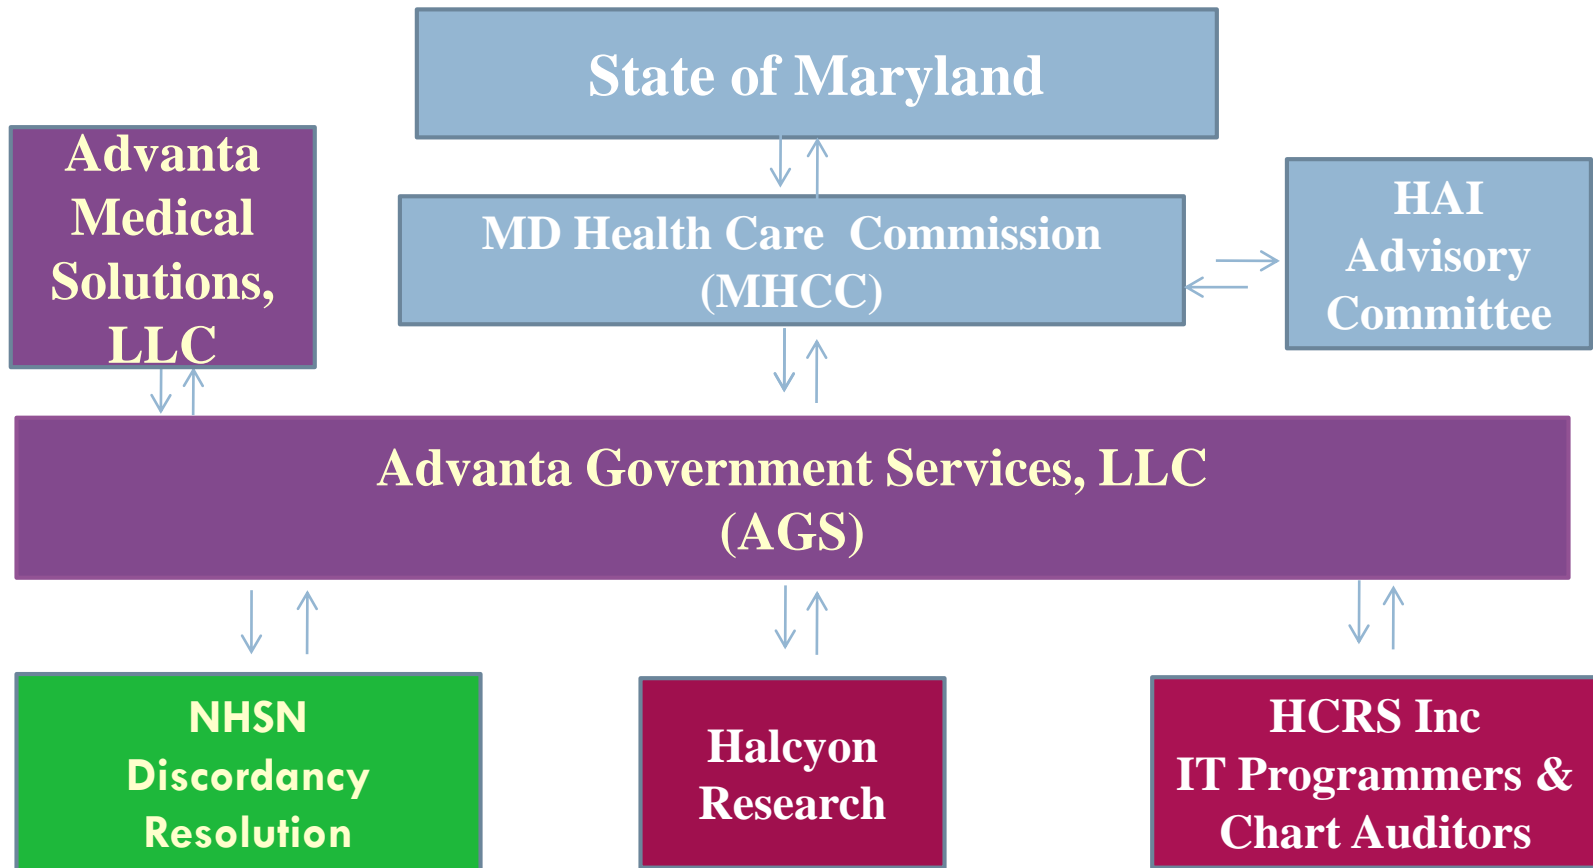 State of Maryland
Advanta
Medical
Solutions,
LLC
MD Health Care Commission
(MHCC)
HAI
Advisory
Committee
Advanta Government Services, LLC
(AGS)
NHSN
Discordancy
Resolution
Halcyon
Research
HCRS Inc
IT Programmers &
Chart Auditors